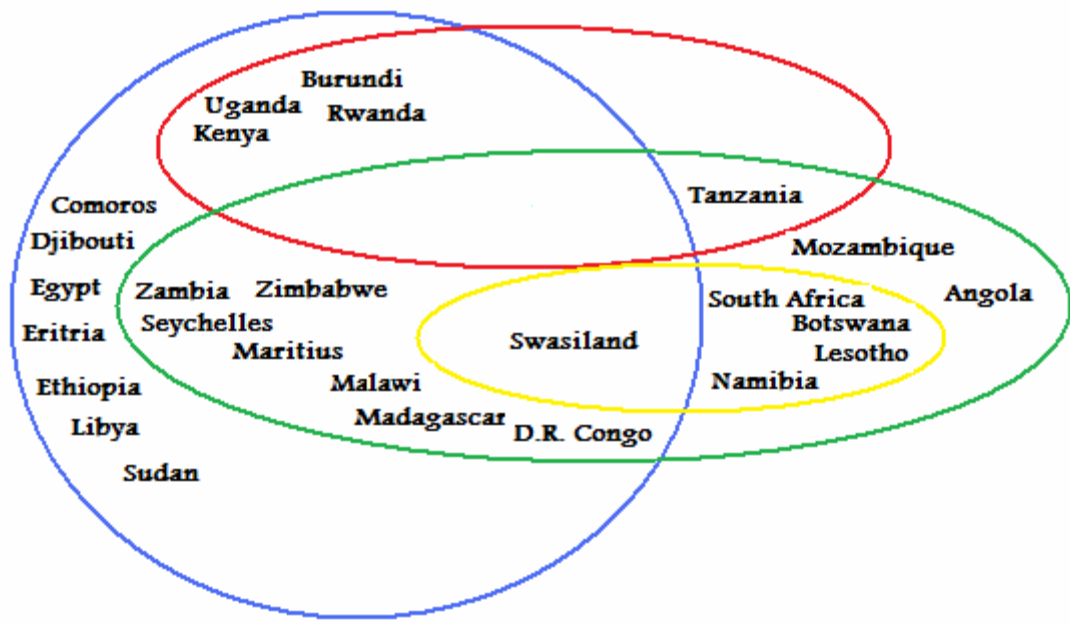 Burundi
Uganda
Rwanda
Kenya
Tanzania
Comoros
Djibouti
Mozambique
Egypt
Zambia
Zimbabwe
South Africa
Angola
Eritria
Seychelles
Botswana
Swasiland
Maritius
Lesotho
Ethiopia
Malawi
Namibia
Libya
Madagascar
D.R. Congo
Sudan